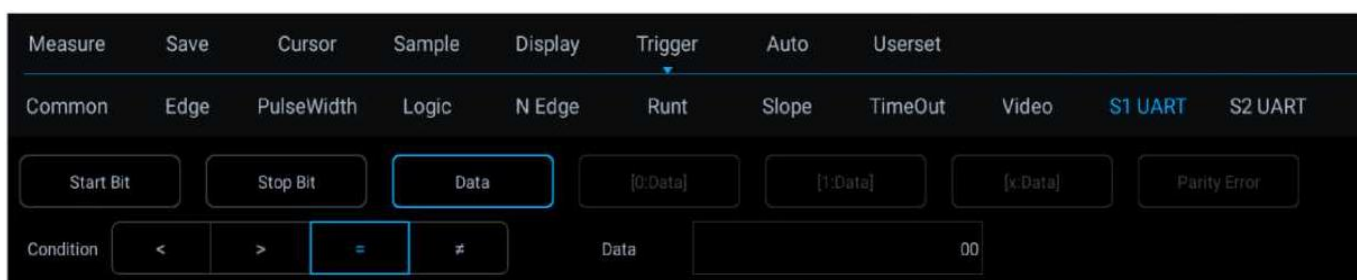 Measure Save Cursor Sample Display Trigger Auto Userset
Common Edge PulseWidth Logic N Edge Runt Slope TimeOut Video S1 UART S2 UART
Start Bit Stop Bit Data [0:Data] [1:Data] [x:Data] Parity Error
Condition < > = ≠ Data 00